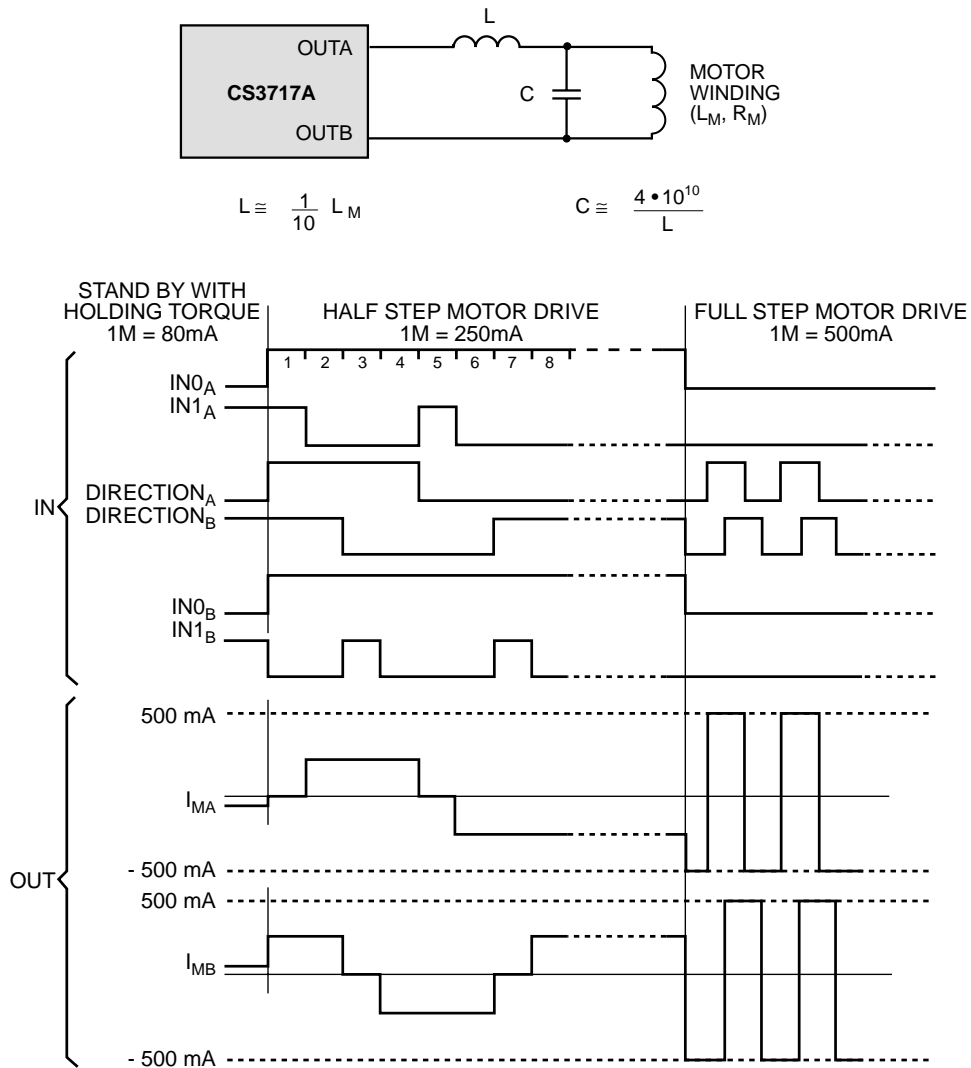 L
OUTA
CS3717A
OUTB
C
MOTOR
WINDING
(L_M, R_M)
L ≅ 1/10 L_M
C ≅ 4 • 10^10 / L
STAND BY WITH
HOLDING TORQUE
1M = 80mA
HALF STEP MOTOR DRIVE
1M = 250mA
FULL STEP MOTOR DRIVE
1M = 500mA
1 2 3 4 5 6 7 8
IN0_A
IN1_A
DIRECTION_A
IN
DIRECTION_B
IN0_B
IN1_B
500 mA
I_MA
- 500 mA
OUT
500 mA
I_MB
- 500 mA